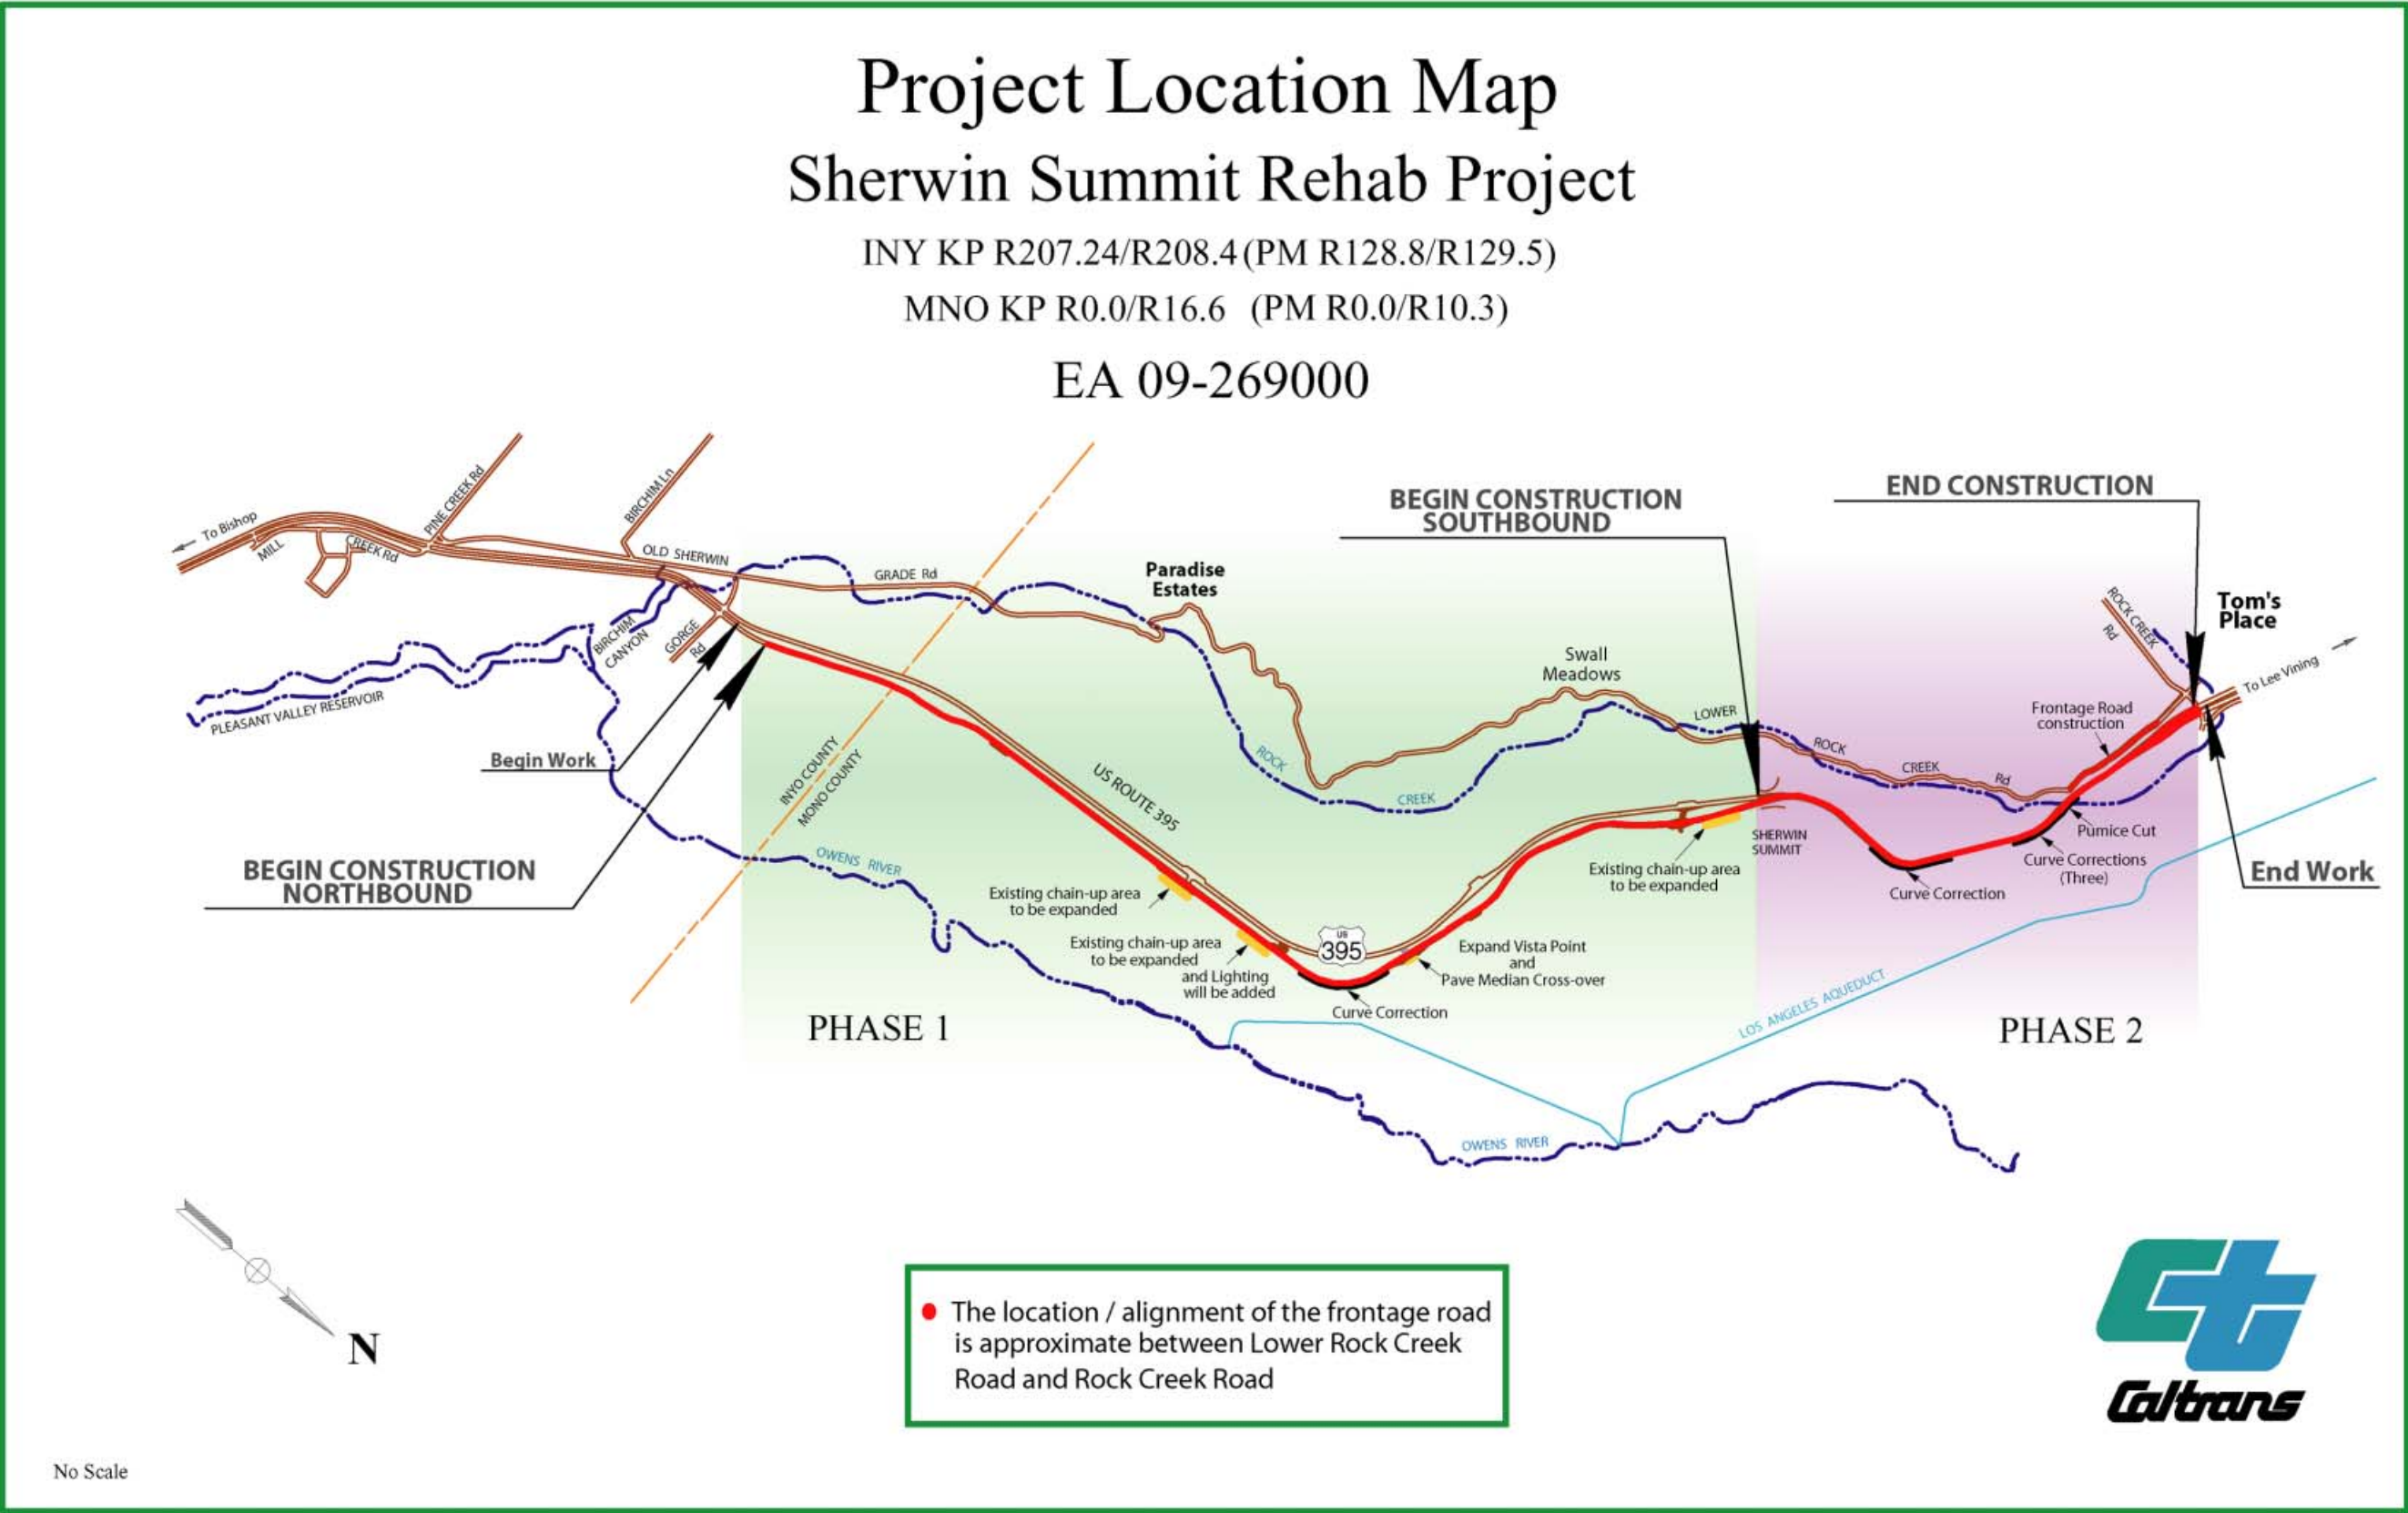 Project Location Map
Sherwin Summit Rehab Project
INY KP R207.24/R208.4(PM R128.8/R129.5)
MNO KP R0.0/R16.6 (PM R0.0/R10.3)
EA 09-269000
To Bishop
MILL
CREEK Rd
PINE CREEK Rd
BIRCHIM Ln
OLD SHERWIN
GRADE Rd
BIRCHIM
CANYON
GORGE
Rd
PLEASANT VALLEY RESERVOIR
Begin Work
BEGIN CONSTRUCTION
NORTHBOUND
INYO COUNTY
MONO COUNTY
OWENS RIVER
PHASE 1
Paradise
Estates
ROCK
CREEK
US ROUTE 395
Existing chain-up area
to be expanded
Existing chain-up area
to be expanded
and Lighting
will be added
US
395
Curve Correction
Expand Vista Point
and
Pave Median Cross-over
Swall
Meadows
BEGIN CONSTRUCTION
SOUTHBOUND
LOWER
ROCK
CREEK
Rd
Existing chain-up area
to be expanded
SHERWIN
SUMMIT
END CONSTRUCTION
ROCK CREEK
Rd
Tom's
Place
To Lee Vining
Frontage Road
construction
Pumice Cut
Curve Corrections
(Three)
Curve Correction
End Work
LOS ANGELES AQUEDUCT
PHASE 2
OWENS RIVER
N
The location / alignment of the frontage road
is approximate between Lower Rock Creek
Road and Rock Creek Road
Ct
Caltrans
No Scale